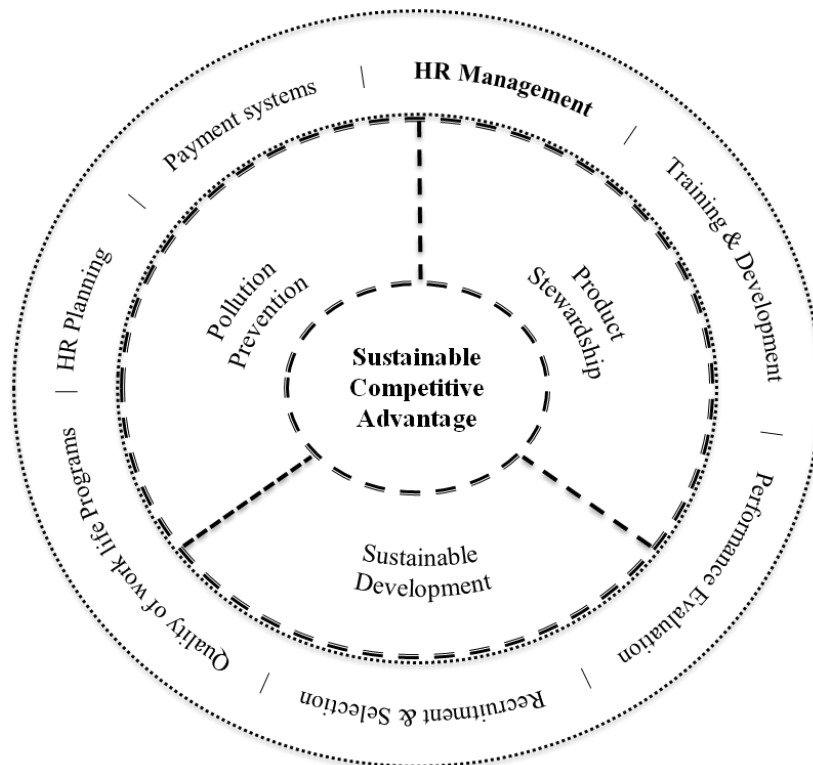 HR Management
Training & Development
Performance Evaluation
Recruitment & Selection
Quality of work life Programs
HR Planning
Payment systems
Pollution
Prevention
Product
Stewardship
Sustainable
Competitive
Advantage
Sustainable
Development